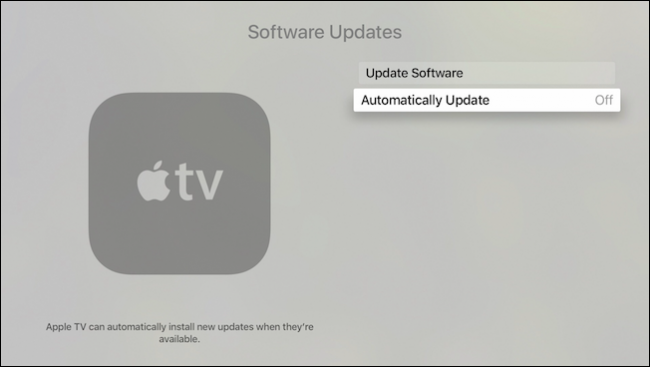 Software Updates
Update Software
Automatically Update Off
tv
Apple TV can automatically install new updates when they're
available.